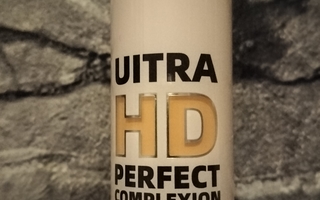 UITRA
HD
PERFECT
COMPLEXION